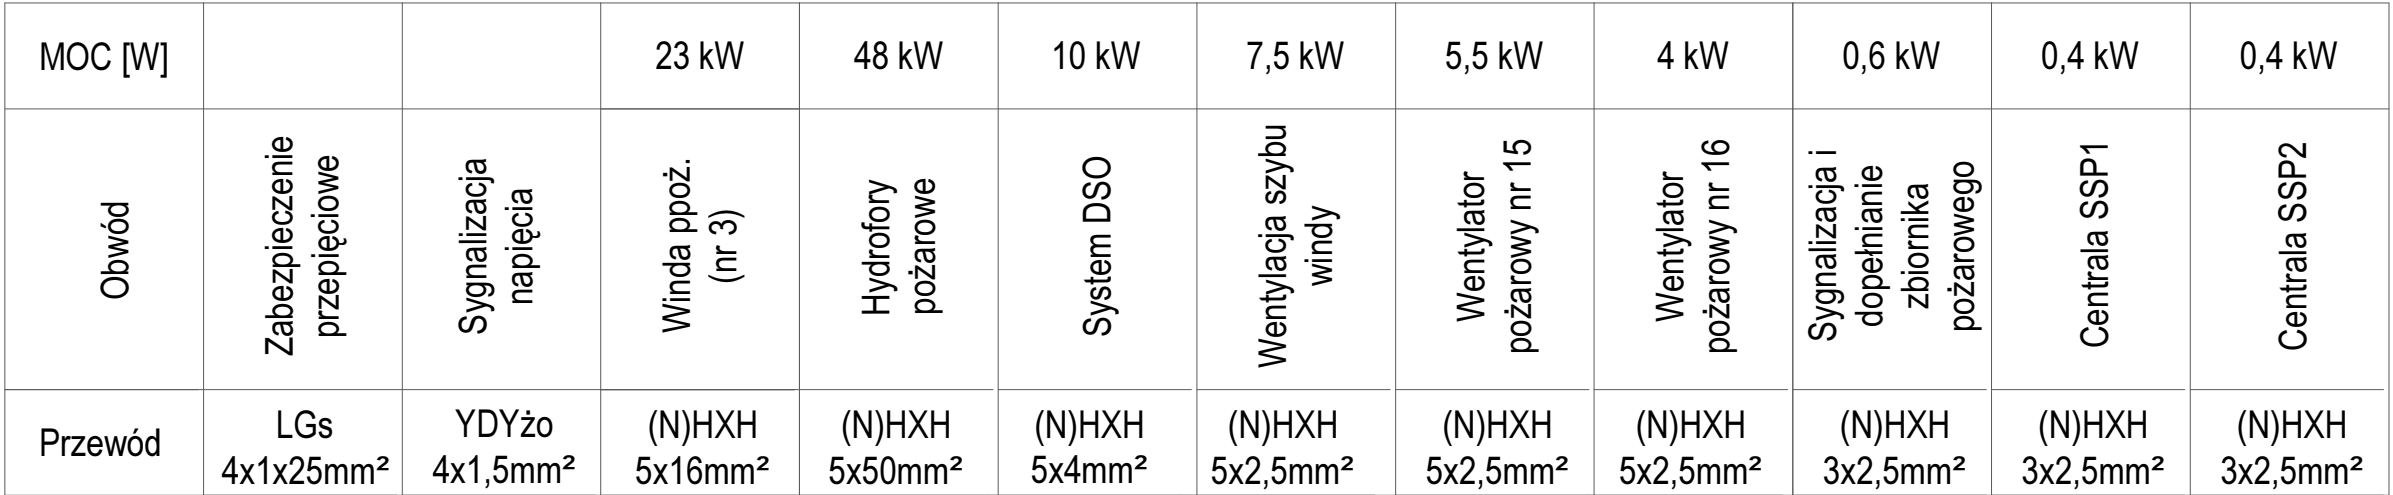 MOC [W]
23 kW
48 kW
10 kW
7,5 kW
5,5 kW
4 kW
0,6 kW
0,4 kW
0,4 kW
Obwód
Zabezpieczenie
przepięciowe
Sygnalizacja
napięcia
Winda ppoż.
(nr 3)
Hydrofory
pożarowe
System DSO
Wentylacja szybu
windy
Wentylator
pożarowy nr 15
Wentylator
pożarowy nr 16
Sygnalizacja i
dopełnianie
zbiornika
pożarowego
Centrala SSP1
Centrala SSP2
Przewód
LGs
4x1x25mm²
YDYżo
4x1,5mm²
(N)HXH
5x16mm²
(N)HXH
5x50mm²
(N)HXH
5x4mm²
(N)HXH
5x2,5mm²
(N)HXH
5x2,5mm²
(N)HXH
5x2,5mm²
(N)HXH
3x2,5mm²
(N)HXH
3x2,5mm²
(N)HXH
3x2,5mm²